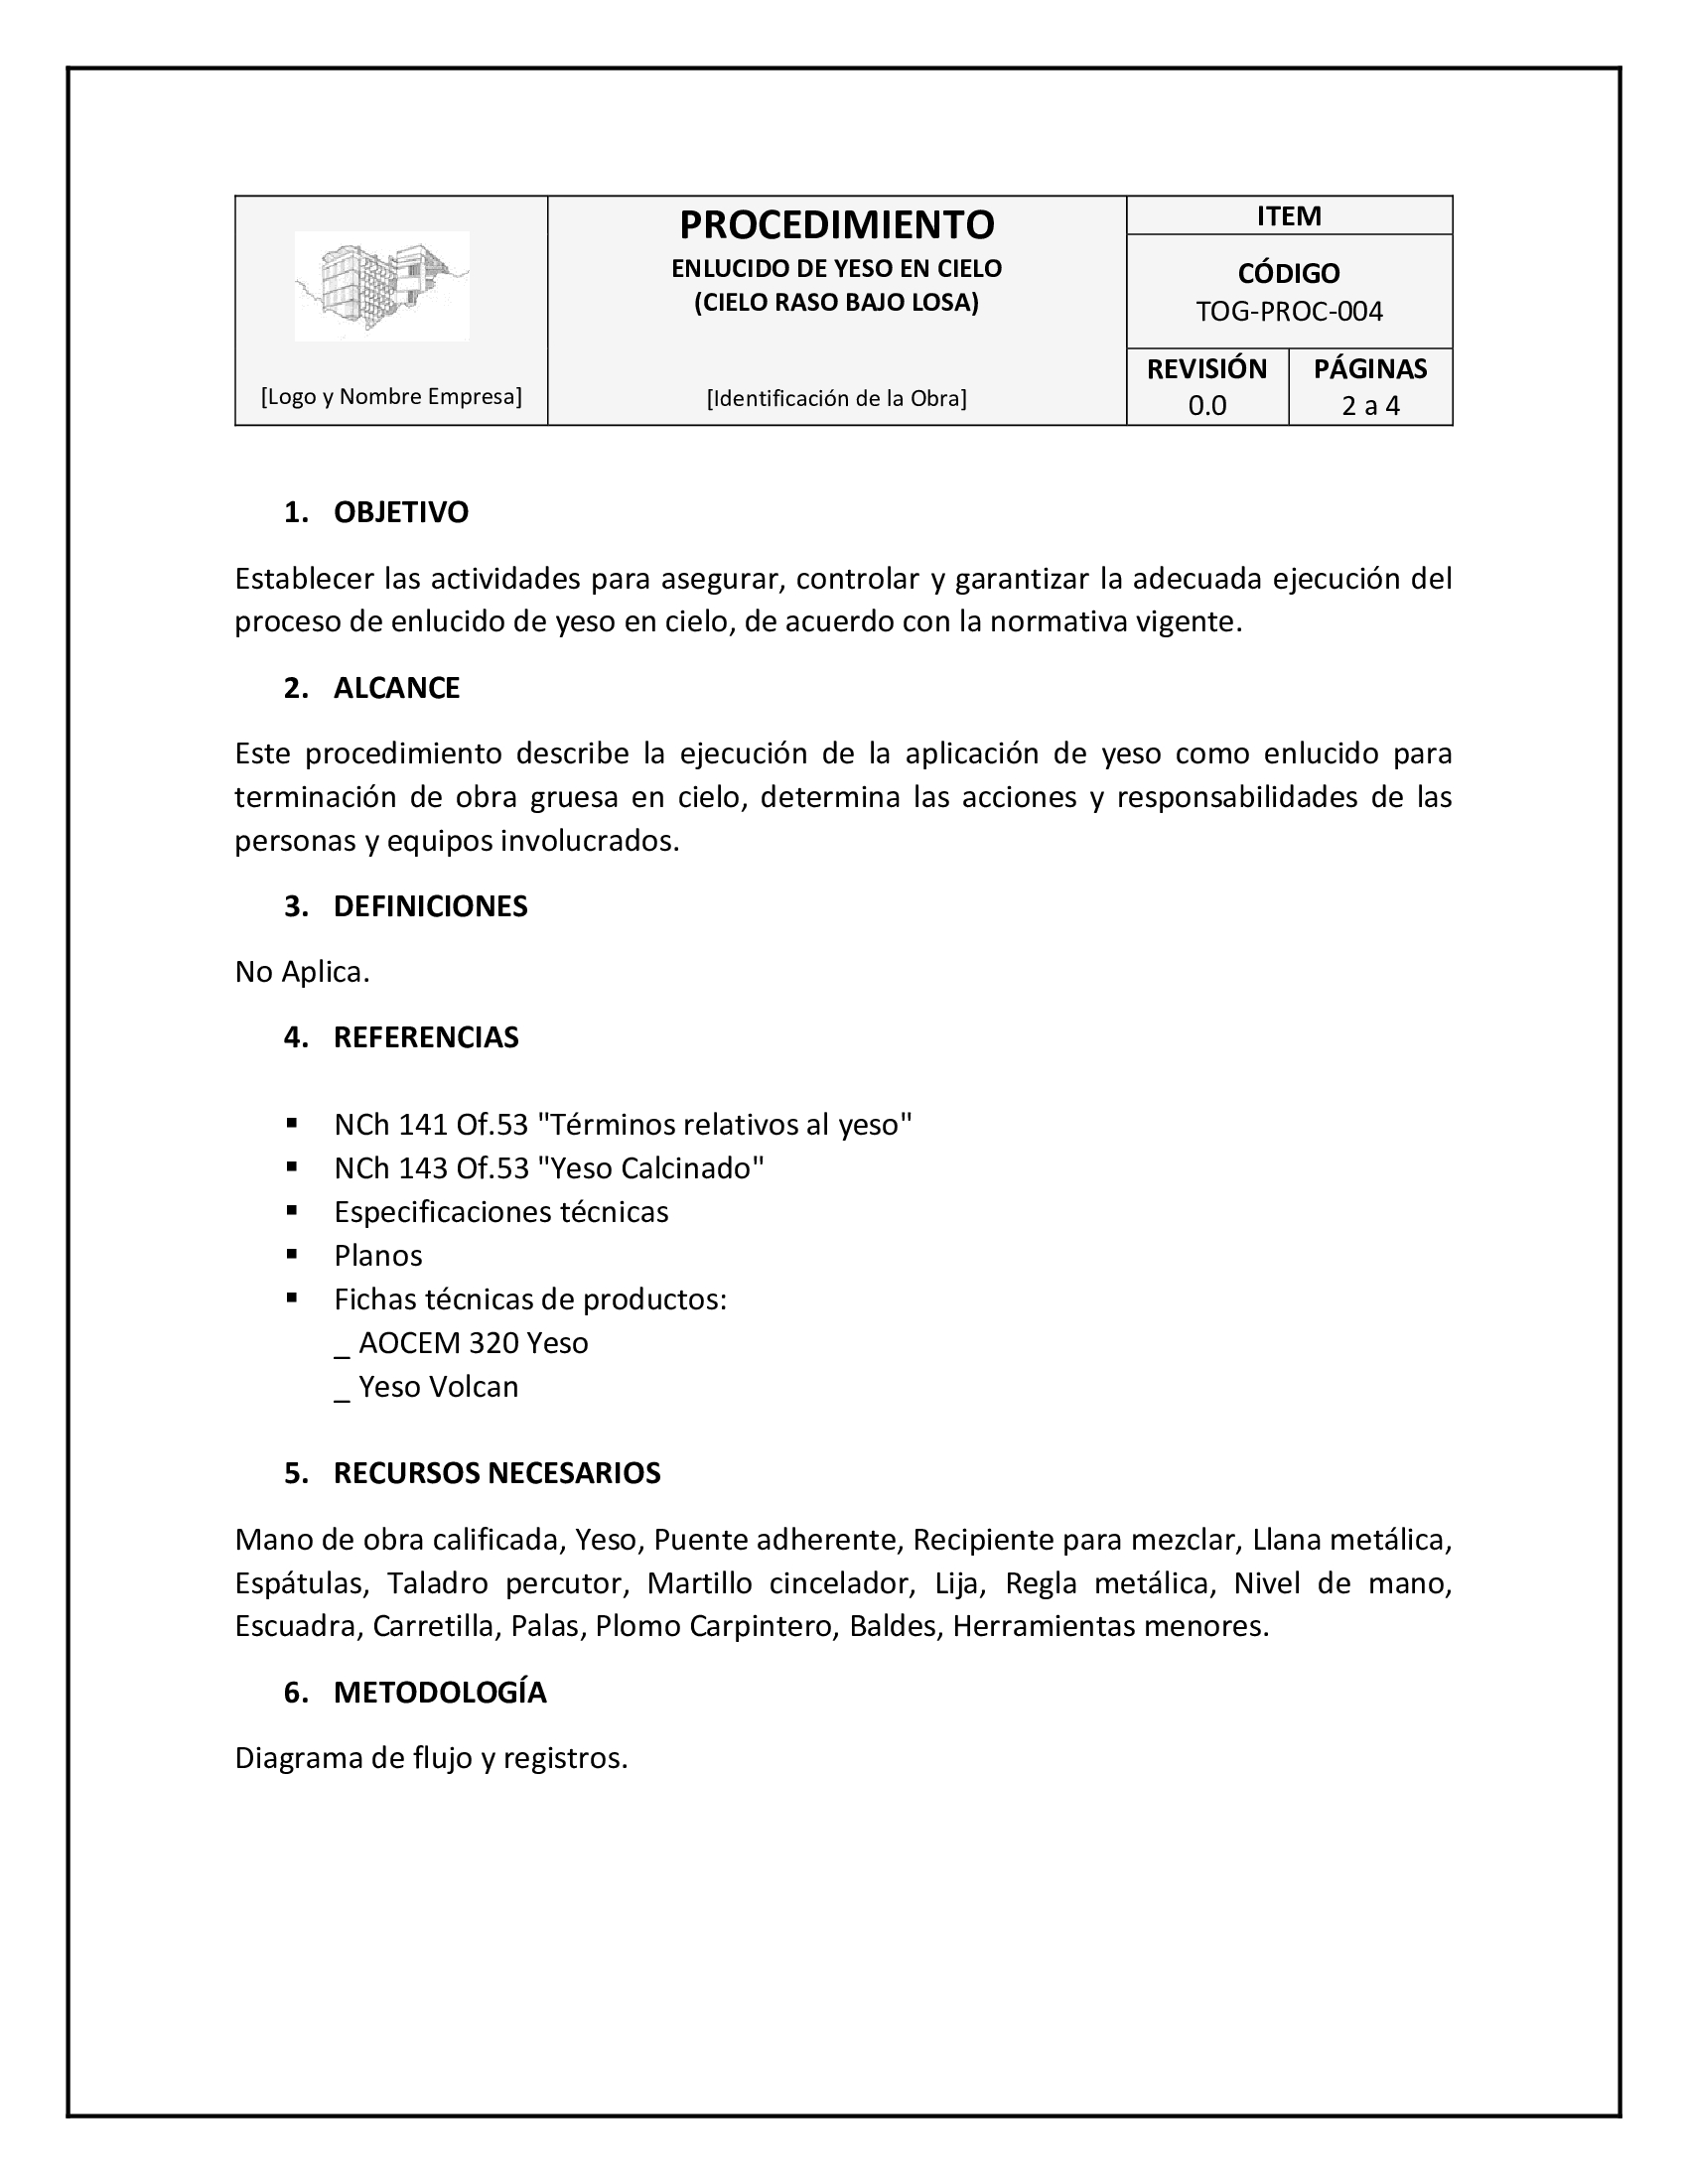 PROCEDIMIENTO
ENLUCIDO DE YESO EN CIELO
(CIELO RASO BAJO LOSA)
[Logo y Nombre Empresa]
[Identificación de la Obra]
ITEM
CÓDIGO
TOG-PROC-004
REVISIÓN
0.0
PÁGINAS
2 a 4
1. OBJETIVO
Establecer las actividades para asegurar, controlar y garantizar la adecuada ejecución del
proceso de enlucido de yeso en cielo, de acuerdo con la normativa vigente.
2. ALCANCE
Este procedimiento describe la ejecución de la aplicación de yeso como enlucido para
terminación de obra gruesa en cielo, determina las acciones y responsabilidades de las
personas y equipos involucrados.
3. DEFINICIONES
No Aplica.
4. REFERENCIAS
▪ NCh 141 Of.53 "Términos relativos al yeso"
▪ NCh 143 Of.53 "Yeso Calcinado"
▪ Especificaciones técnicas
▪ Planos
▪ Fichas técnicas de productos:
_ AOCEM 320 Yeso
_ Yeso Volcan
5. RECURSOS NECESARIOS
Mano de obra calificada, Yeso, Puente adherente, Recipiente para mezclar, Llana metálica,
Espátulas, Taladro percutor, Martillo cincelador, Lija, Regla metálica, Nivel de mano,
Escuadra, Carretilla, Palas, Plomo Carpintero, Baldes, Herramientas menores.
6. METODOLOGÍA
Diagrama de flujo y registros.